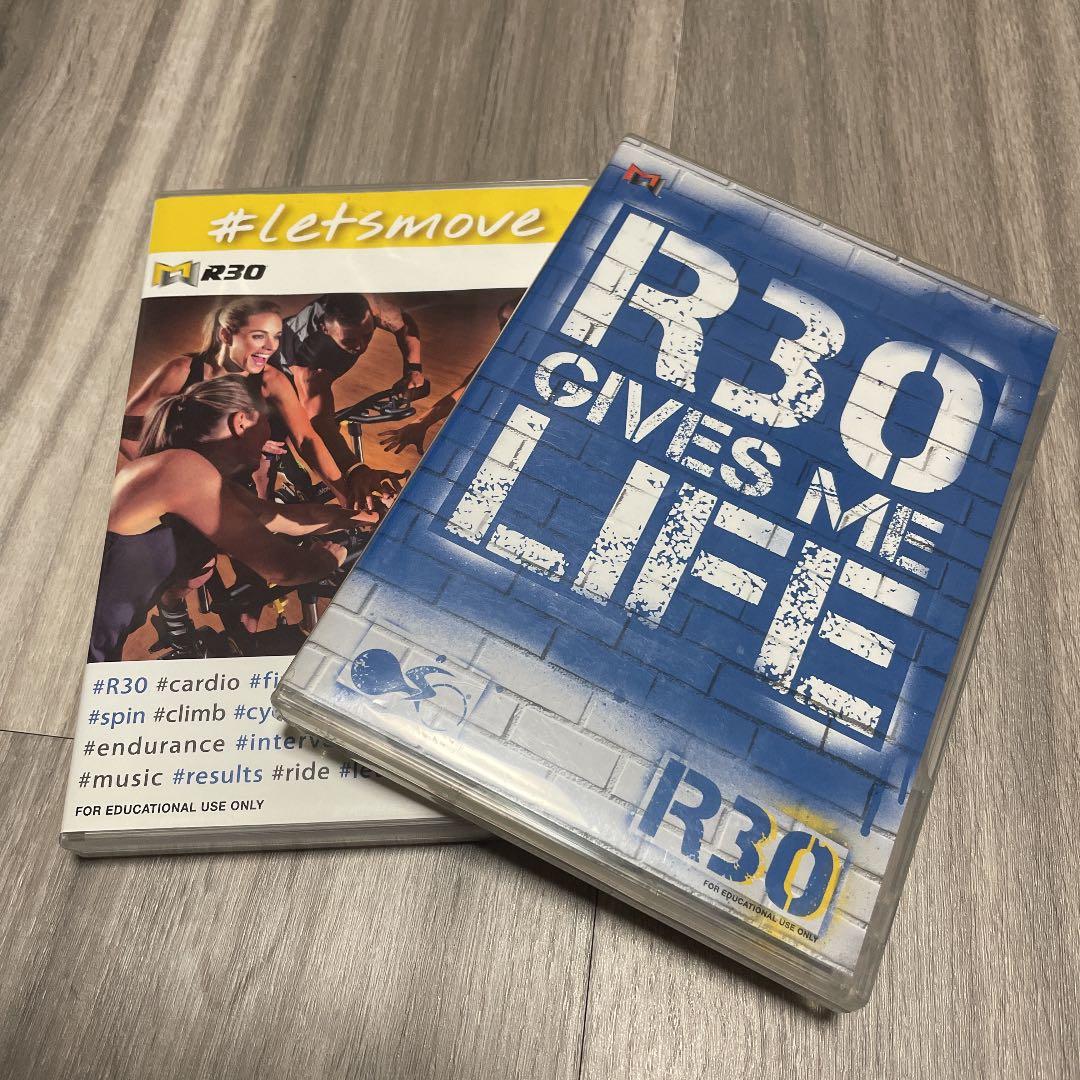 #letsmove
M R30
#R30 #cardio
#spin #climb
#endurance
#music #results #ride
FOR EDUCATIONAL USE ONLY
M
R30
GIVES ME
LIFE
R30
FOR EDUCATIONAL USE ONLY